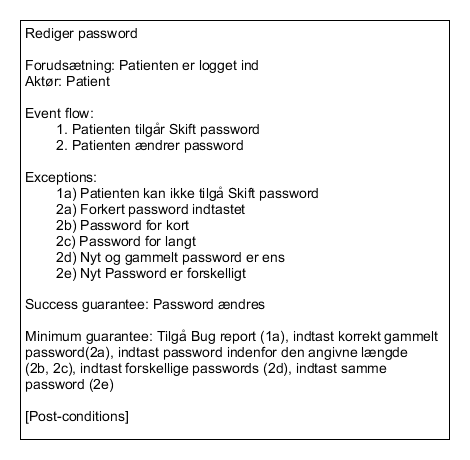 Rediger password
Forudsætning: Patienten er logget ind
Aktør: Patient
Event flow:
1. Patienten tilgår Skift password
2. Patienten ændrer password
Exceptions:
1a) Patienten kan ikke tilgå Skift password
2a) Forkert password indtastet
2b) Password for kort
2c) Password for langt
2d) Nyt og gammelt password er ens
2e) Nyt Password er forskelligt
Success guarantee: Password ændres
Minimum guarantee: Tilgå Bug report (1a), indtast korrekt gammelt
password(2a), indtast password indenfor den angivne længde
(2b, 2c), indtast forskellige passwords (2d), indtast samme
password (2e)
[Post-conditions]